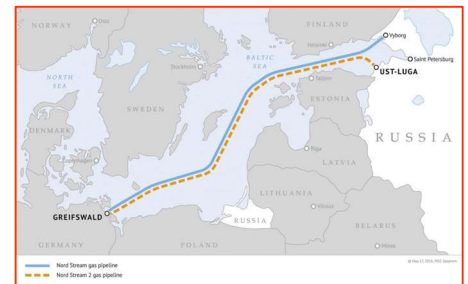 NORWAY
Oslo
FINLAND
Helsinki
Vyborg
Saint Petersburg
Stockholm
BALTIC
SEA
UST-LUGA
Tallinn
NORTH
SEA
SWEDEN
ESTONIA
RUSSIA
DENMARK
Copenhagen
Riga
LATVIA
LITHUANIA
GREIFSWALD
RUSSIA
Vilnius
BELARUS
GERMANY
POLAND
Minsk
Nord Stream gas pipeline
Nord Stream 2 gas pipeline